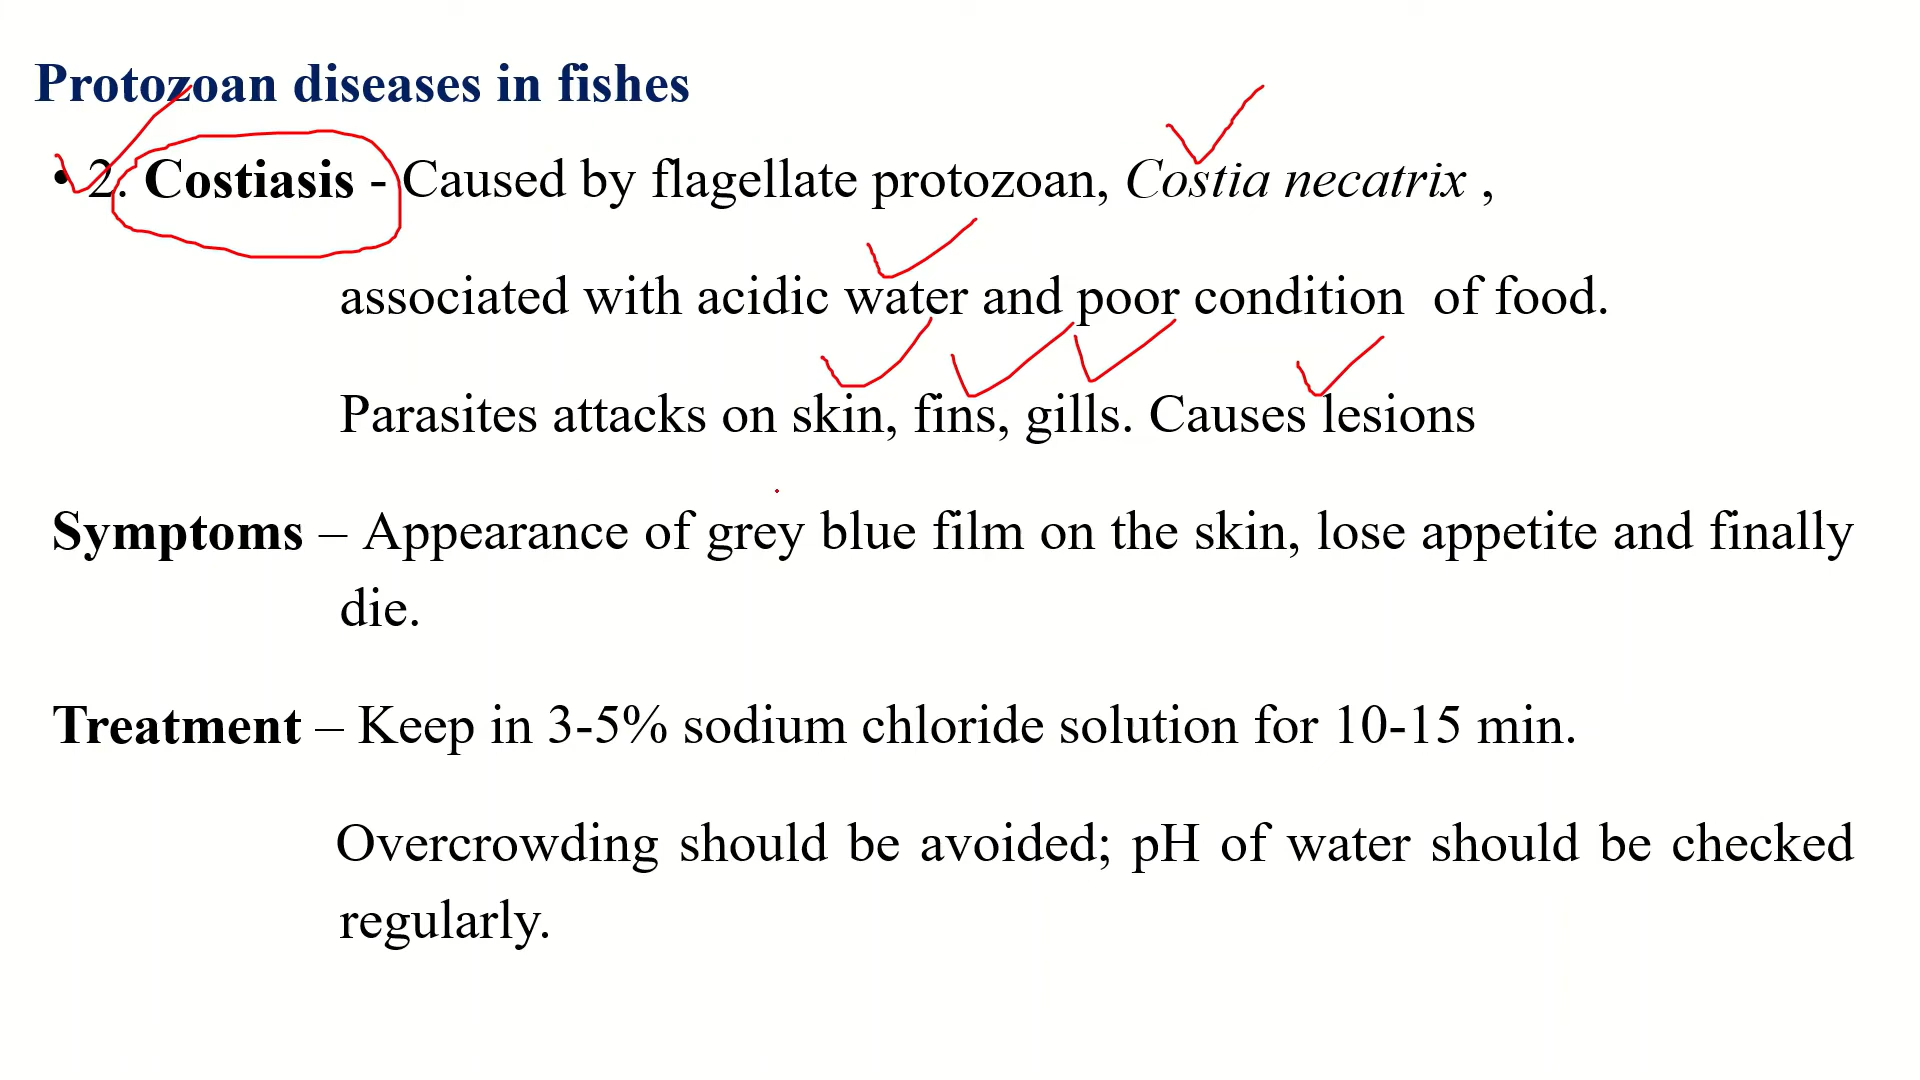 Protozoan diseases in fishes
• 2. Costiasis - Caused by flagellate protozoan, Costia necatrix ,
associated with acidic water and poor condition of food.
Parasites attacks on skin, fins, gills. Causes lesions
Symptoms – Appearance of grey blue film on the skin, lose appetite and finally
die.
Treatment – Keep in 3-5% sodium chloride solution for 10-15 min.
Overcrowding should be avoided; pH of water should be checked
regularly.